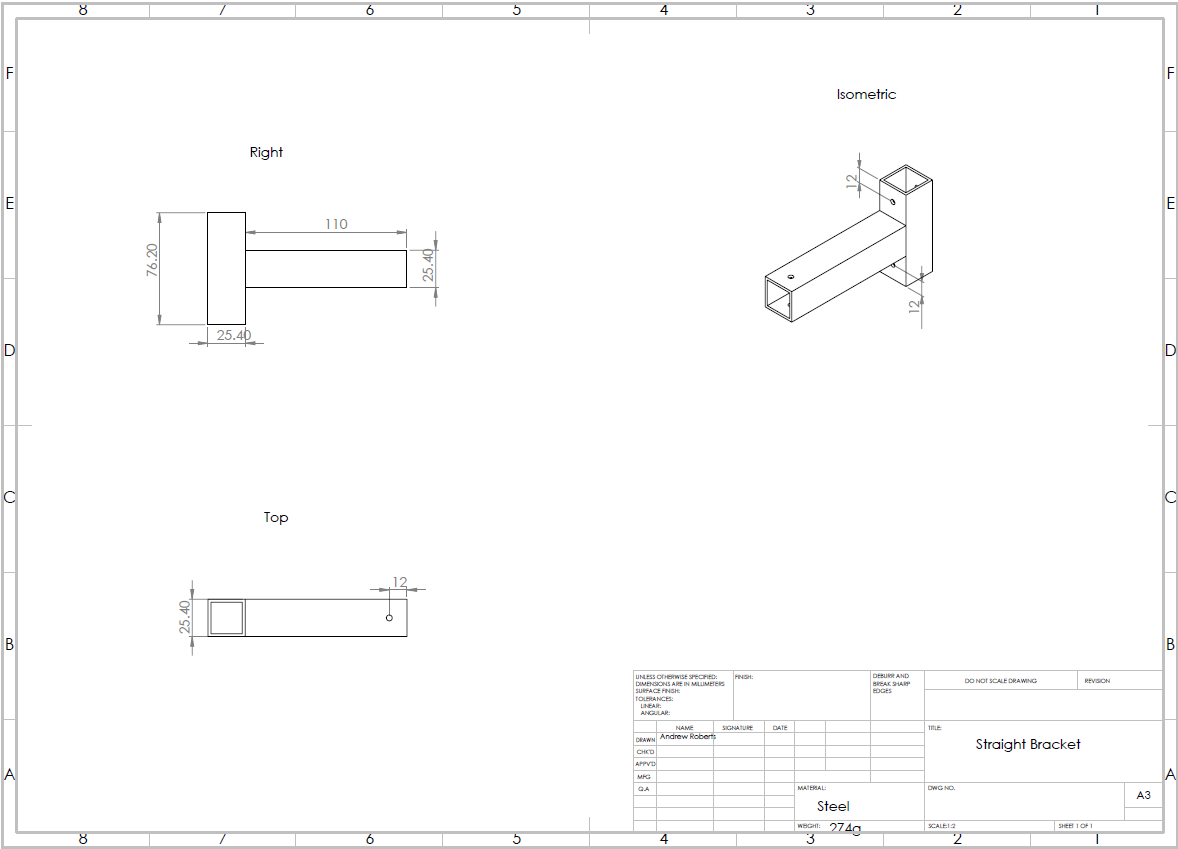 8 7 6 5 4 3 2 1
F F
Isometric
Right
12
E E
110
76.20
25.40
12
25.40
D D
C C
Top
12
25.40
B B
UNLESS OTHERWISE SPECIFIED:
DIMENSIONS ARE IN MILLIMETERS
SURFACE FINISH:
TOLERANCES:
LINEAR:
ANGULAR:
FINISH:
DEBURR AND
BREAK SHARP
EDGES
DO NOT SCALE DRAWING
REVISION
NAME SIGNATURE DATE
DRAWN Andrew Roberts
CHK'D
APPV'D
MFG
Q.A
TITLE:
Straight Bracket
A A
MATERIAL:
Steel
DWG NO.
A3
WEIGHT: 274g
SCALE:1:2
SHEET 1 OF 1
8 7 6 5 4 3 2 1